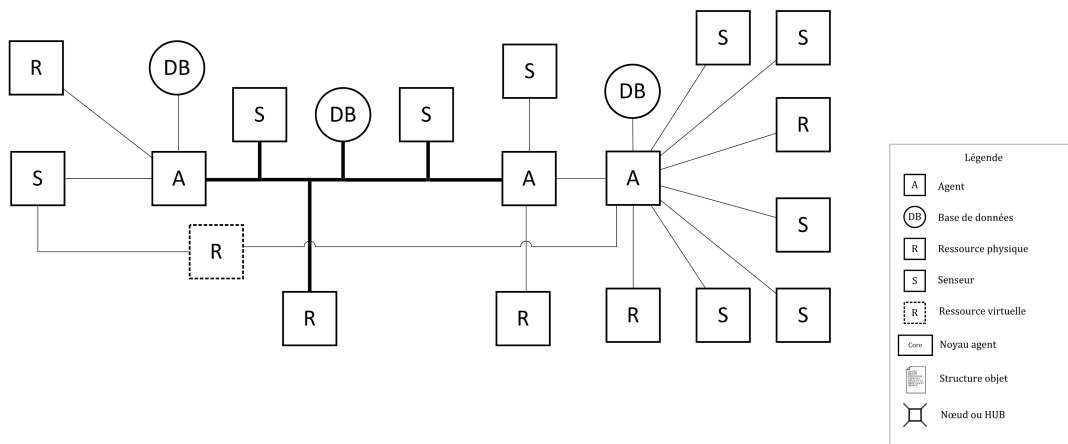 S
S
R
DB
S
DB
S
DB
S
R
S
A
A
A
S
R
R
R
R
S
S
Légende
A Agent
DB Base de données
R Ressource physique
S Senseur
R Ressource virtuelle
Core Noyau agent
Structure objet
Nœud ou HUB